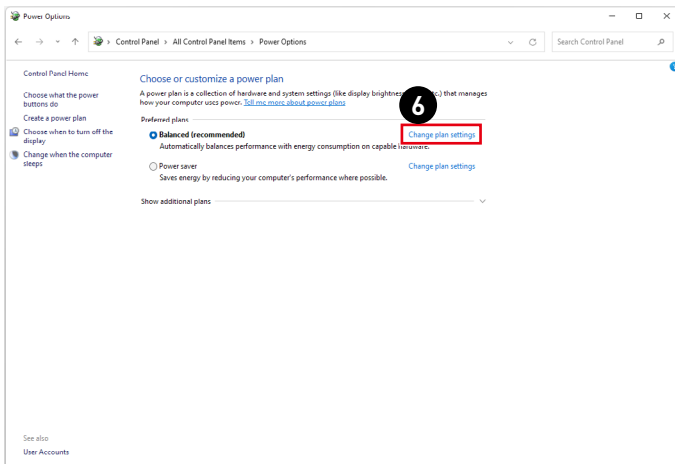 Power Options
Control Panel > All Control Panel Items > Power Options
Search Control Panel
Control Panel Home
Choose what the power
buttons do
Create a power plan
Choose when to turn off the
display
Change when the computer
sleeps
Choose or customize a power plan
A power plan is a collection of hardware and system settings (like display brightness, etc.) that manages
how your computer uses power. Tell me more about power plans
6
Preferred plans
Balanced (recommended)
Change plan settings
Automatically balances performance with energy consumption on capable hardware.
Power saver
Change plan settings
Saves energy by reducing your computer's performance where possible.
Show additional plans
See also
User Accounts